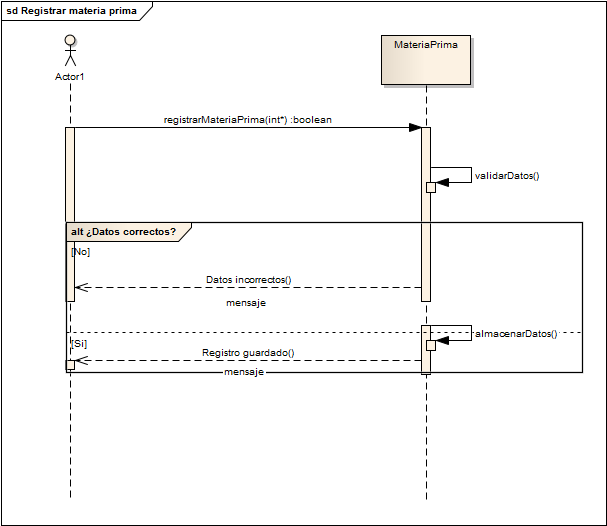 sd Registrar materia prima
Actor1
MateriaPrima
registrarMateriaPrima(int*) :boolean
validarDatos()
alt ¿Datos correctos?
[No]
Datos incorrectos()
mensaje
almacenarDatos()
[Si]
Registro guardado()
mensaje